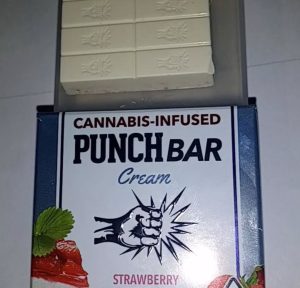 CANNABIS-INFUSED
PUNCH BAR
Cream
STRAWBERRY